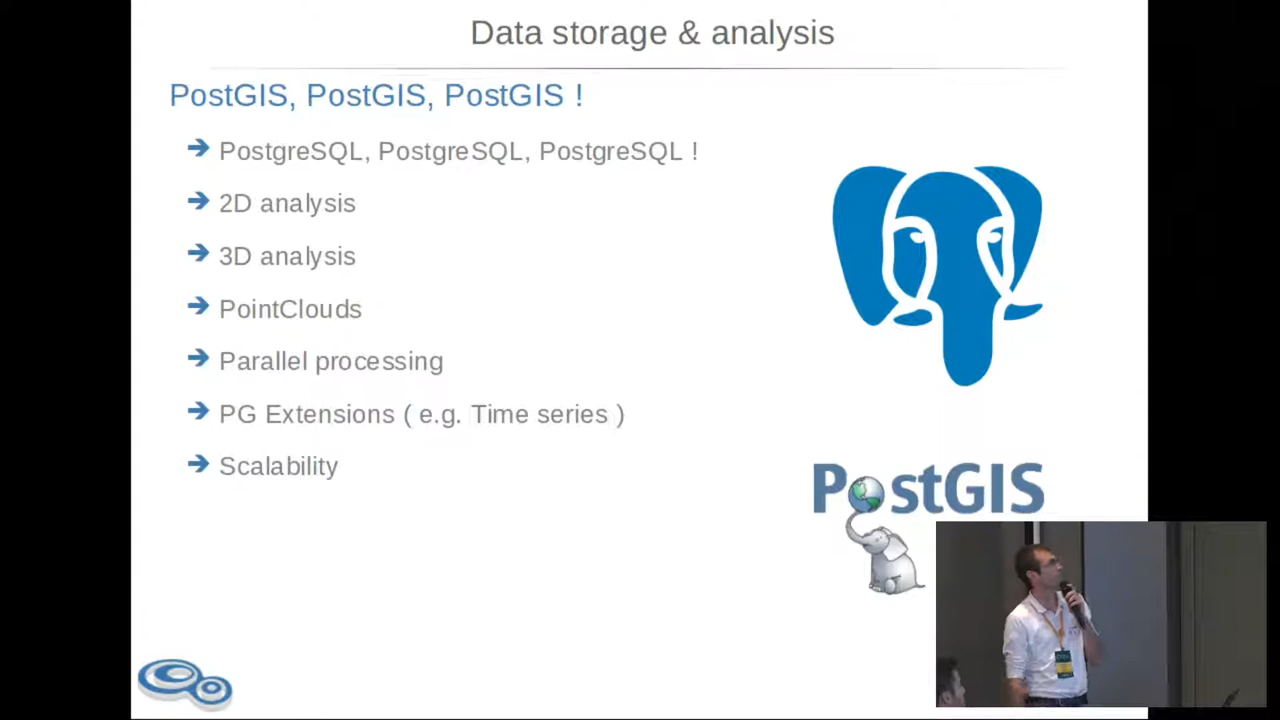 Data storage & analysis
PostGIS, PostGIS, PostGIS !
PostgreSQL, PostgreSQL, PostgreSQL !
2D analysis
3D analysis
PointClouds
Parallel processing
PG Extensions ( e.g. Time series )
Scalability
PostGIS